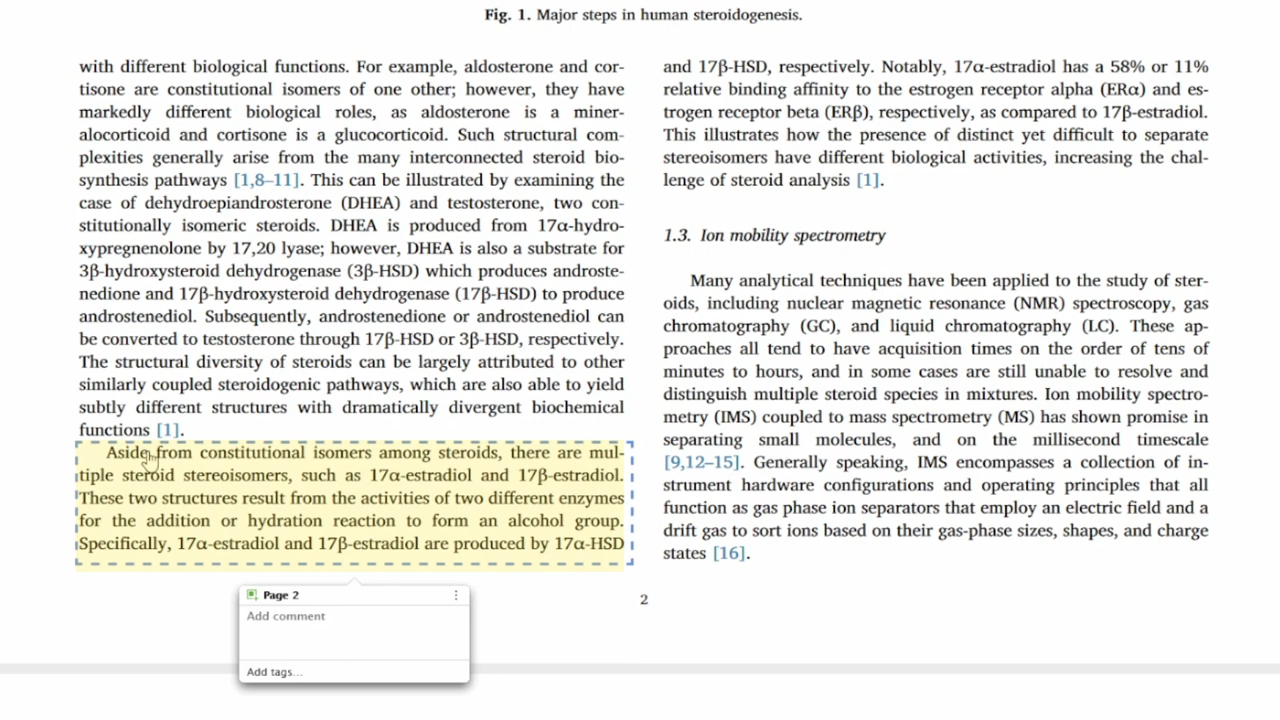 Fig. 1. Major steps in human steroidogenesis.
with different biological functions. For example, aldosterone and cor-
tisone are constitutional isomers of one other; however, they have
markedly different biological roles, as aldosterone is a miner-
alocorticoid and cortisone is a glucocorticoid. Such structural com-
plexities generally arise from the many interconnected steroid bio-
synthesis pathways [1,8–11]. This can be illustrated by examining the
case of dehydroepiandrosterone (DHEA) and testosterone, two con-
stitutionally isomeric steroids. DHEA is produced from 17α-hydro-
xypregnenolone by 17,20 lyase; however, DHEA is also a substrate for
3β-hydroxysteroid dehydrogenase (3β-HSD) which produces androste-
nedione and 17β-hydroxysteroid dehydrogenase (17β-HSD) to produce
androstenediol. Subsequently, androstenedione or androstenediol can
be converted to testosterone through 17β-HSD or 3β-HSD, respectively.
The structural diversity of steroids can be largely attributed to other
similarly coupled steroidogenic pathways, which are also able to yield
subtly different structures with dramatically divergent biochemical
functions [1].
Aside from constitutional isomers among steroids, there are mul-
tiple steroid stereoisomers, such as 17α-estradiol and 17β-estradiol.
These two structures result from the activities of two different enzymes
for the addition or hydration reaction to form an alcohol group.
Specifically, 17α-estradiol and 17β-estradiol are produced by 17α-HSD
and 17β-HSD, respectively. Notably, 17α-estradiol has a 58% or 11%
relative binding affinity to the estrogen receptor alpha (ERα) and es-
trogen receptor beta (ERβ), respectively, as compared to 17β-estradiol.
This illustrates how the presence of distinct yet difficult to separate
stereoisomers have different biological activities, increasing the chal-
lenge of steroid analysis [1].
1.3. Ion mobility spectrometry
Many analytical techniques have been applied to the study of ster-
oids, including nuclear magnetic resonance (NMR) spectroscopy, gas
chromatography (GC), and liquid chromatography (LC). These ap-
proaches all tend to have acquisition times on the order of tens of
minutes to hours, and in some cases are still unable to resolve and
distinguish multiple steroid species in mixtures. Ion mobility spectro-
metry (IMS) coupled to mass spectrometry (MS) has shown promise in
separating small molecules, and on the millisecond timescale
[9,12–15]. Generally speaking, IMS encompasses a collection of in-
strument hardware configurations and operating principles that all
function as gas phase ion separators that employ an electric field and a
drift gas to sort ions based on their gas-phase sizes, shapes, and charge
states [16].
2
Page 2
Add comment
Add tags...